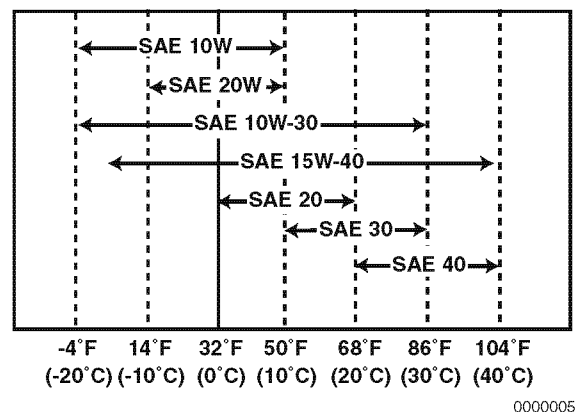 SAE 10W
SAE 20W
SAE 10W-30
SAE 15W-40
SAE 20
SAE 30
SAE 40
-4°F 14°F 32°F 50°F 68°F 86°F 104°F
(-20°C) (-10°C) (0°C) (10°C) (20°C) (30°C) (40°C)
0000005